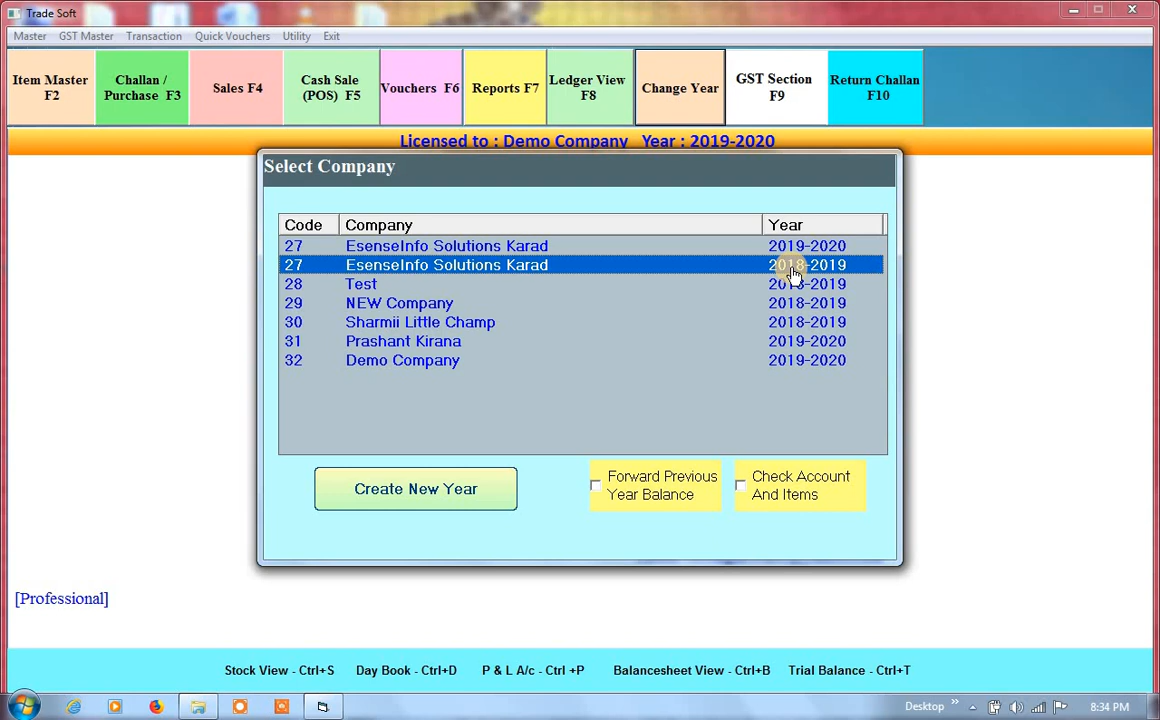 Trade Soft
Master GST Master Transaction Quick Vouchers Utility Exit
Item Master F2
Challan / Purchase F3
Sales F4
Cash Sale (POS) F5
Vouchers F6
Reports F7
Ledger View F8
Change Year
GST Section F9
Return Challan F10
Licensed to : Demo Company Year : 2019-2020
Select Company
Code Company Year
27 EsenseInfo Solutions Karad 2019-2020
27 EsenseInfo Solutions Karad 2018-2019
28 Test 2018-2019
29 NEW Company 2018-2019
30 Sharmii Little Champ 2018-2019
31 Prashant Kirana 2019-2020
32 Demo Company 2019-2020
Create New Year
Forward Previous
Year Balance
Check Account
And Items
[Professional]
Stock View - Ctrl+S Day Book - Ctrl+D P & L A/c - Ctrl +P Balancesheet View - Ctrl+B Trial Balance - Ctrl+T
Desktop » 8:34 PM